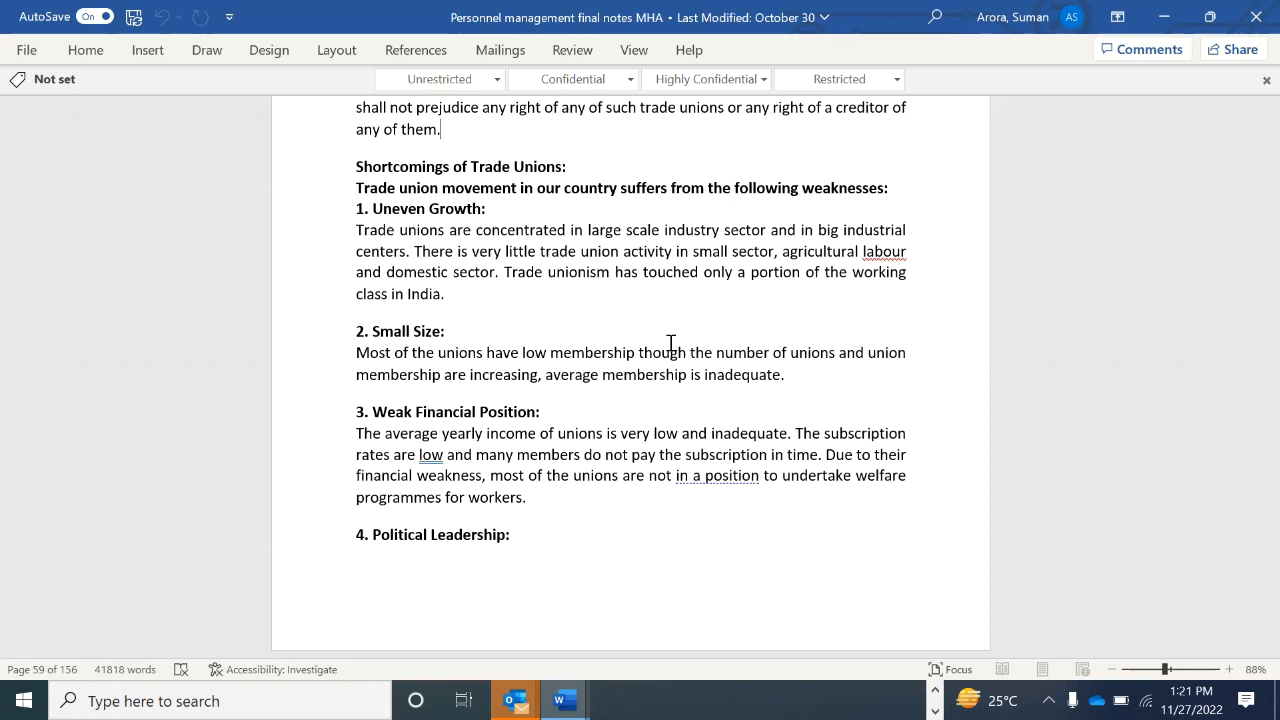 AutoSave On Personnel management final notes MHA • Last Modified: October 30 Arora, Suman AS
File Home Insert Draw Design Layout References Mailings Review View Help Comments Share
Not set Unrestricted Confidential Highly Confidential Restricted
shall not prejudice any right of any of such trade unions or any right of a creditor of
any of them.
Shortcomings of Trade Unions:
Trade union movement in our country suffers from the following weaknesses:
1. Uneven Growth:
Trade unions are concentrated in large scale industry sector and in big industrial
centers. There is very little trade union activity in small sector, agricultural labour
and domestic sector. Trade unionism has touched only a portion of the working
class in India.
2. Small Size:
Most of the unions have low membership though the number of unions and union
membership are increasing, average membership is inadequate.
3. Weak Financial Position:
The average yearly income of unions is very low and inadequate. The subscription
rates are low and many members do not pay the subscription in time. Due to their
financial weakness, most of the unions are not in a position to undertake welfare
programmes for workers.
4. Political Leadership:
Page 59 of 156 41818 words Accessibility: Investigate Focus 88%
Type here to search 25°C 1:21 PM
11/27/2022